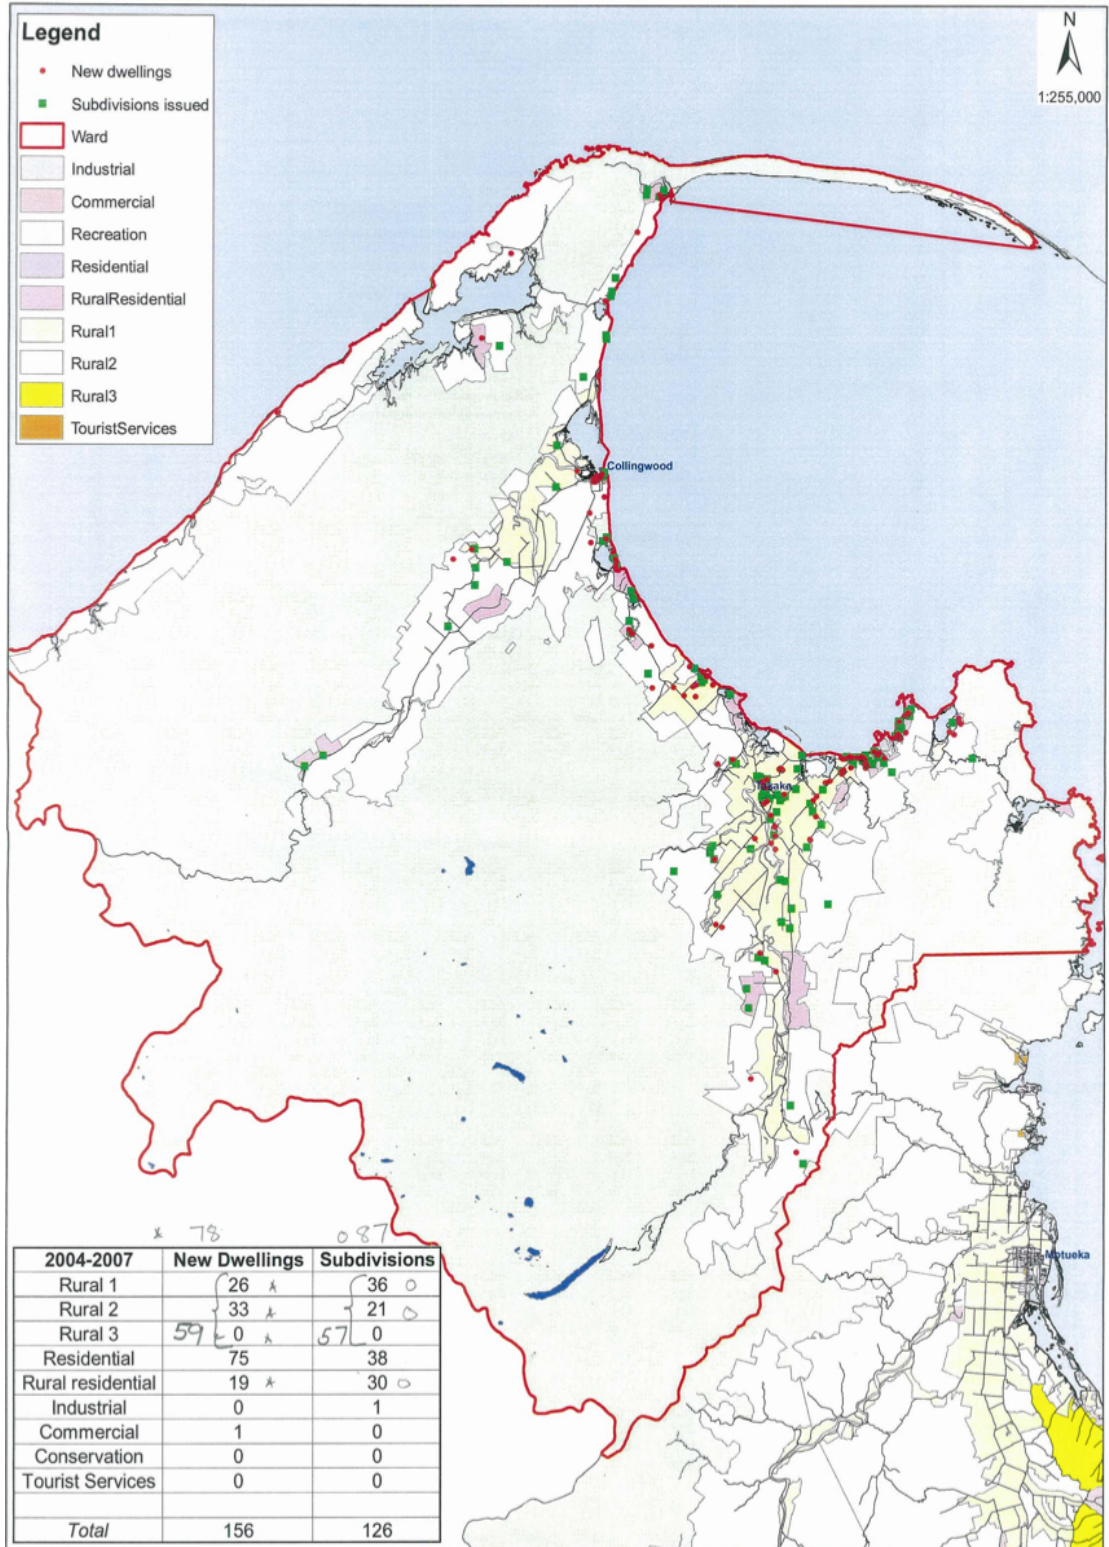 Legend
New dwellings
Subdivisions issued
Ward
Industrial
Commercial
Recreation
Residential
RuralResidential
Rural1
Rural2
Rural3
TouristServices
N
1:255,000
Collingwood
Takaka
Motueka
* 78 o 87
2004-2007 New Dwellings Subdivisions
Rural 1 26 * 36 o
Rural 2 33 * 21 o
Rural 3 59 0 * 57 0
Residential 75 38
Rural residential 19 * 30 o
Industrial 0 1
Commercial 1 0
Conservation 0 0
Tourist Services 0 0
Total 156 126